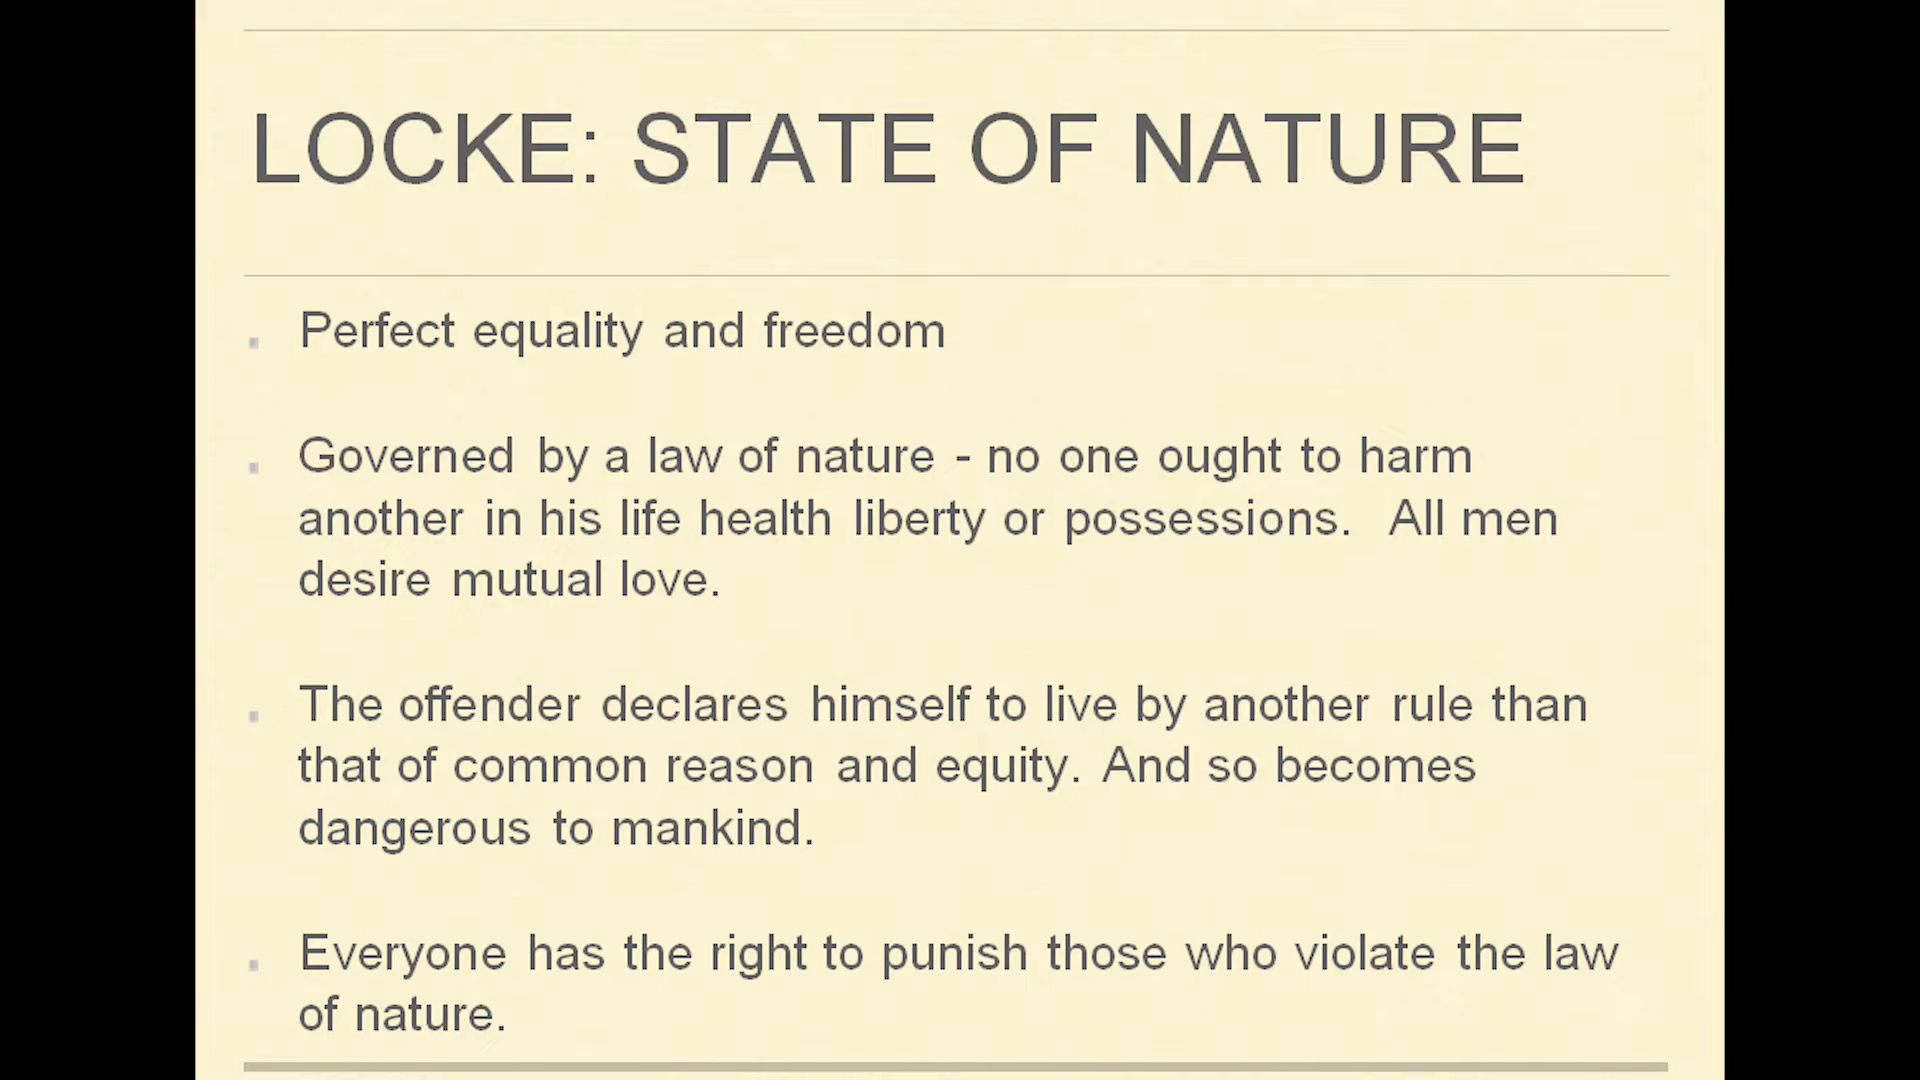 LOCKE: STATE OF NATURE
Perfect equality and freedom
Governed by a law of nature - no one ought to harm
another in his life health liberty or possessions. All men
desire mutual love.
The offender declares himself to live by another rule than
that of common reason and equity. And so becomes
dangerous to mankind.
Everyone has the right to punish those who violate the law
of nature.